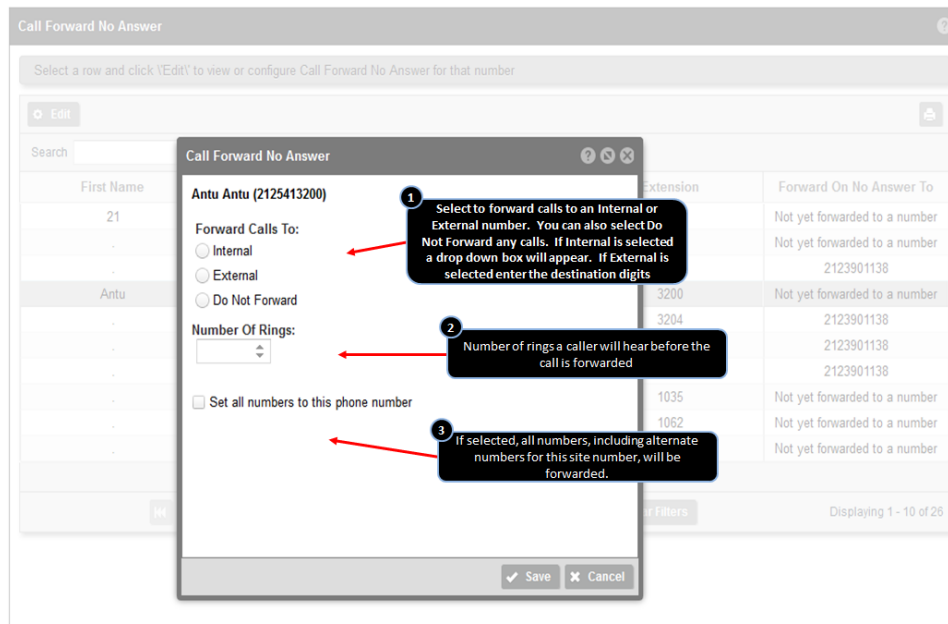 Call Forward No Answer
Select a row and click \'Edit\' to view or configure Call Forward No Answer for that number
Edit
Search
First Name
Extension
Forward On No Answer To
21
Not yet forwarded to a number
.
Not yet forwarded to a number
.
2123901138
Antu
3200
Not yet forwarded to a number
.
3204
2123901138
.
2123901138
.
2123901138
.
1035
Not yet forwarded to a number
.
1062
Not yet forwarded to a number
.
Not yet forwarded to a number
Filters
Displaying 1 - 10 of 26
Call Forward No Answer
Antu Antu (2125413200)
Forward Calls To:
Internal
External
Do Not Forward
Number Of Rings:
Set all numbers to this phone number
Save
Cancel
1
Select to forward calls to an Internal or
External number. You can also select Do
Not Forward any calls. If Internal is selected
a drop down box will appear. If External is
selected enter the destination digits
2
Number of rings a caller will hear before the
call is forwarded
3
If selected, all numbers, including alternate
numbers for this site number, will be
forwarded.